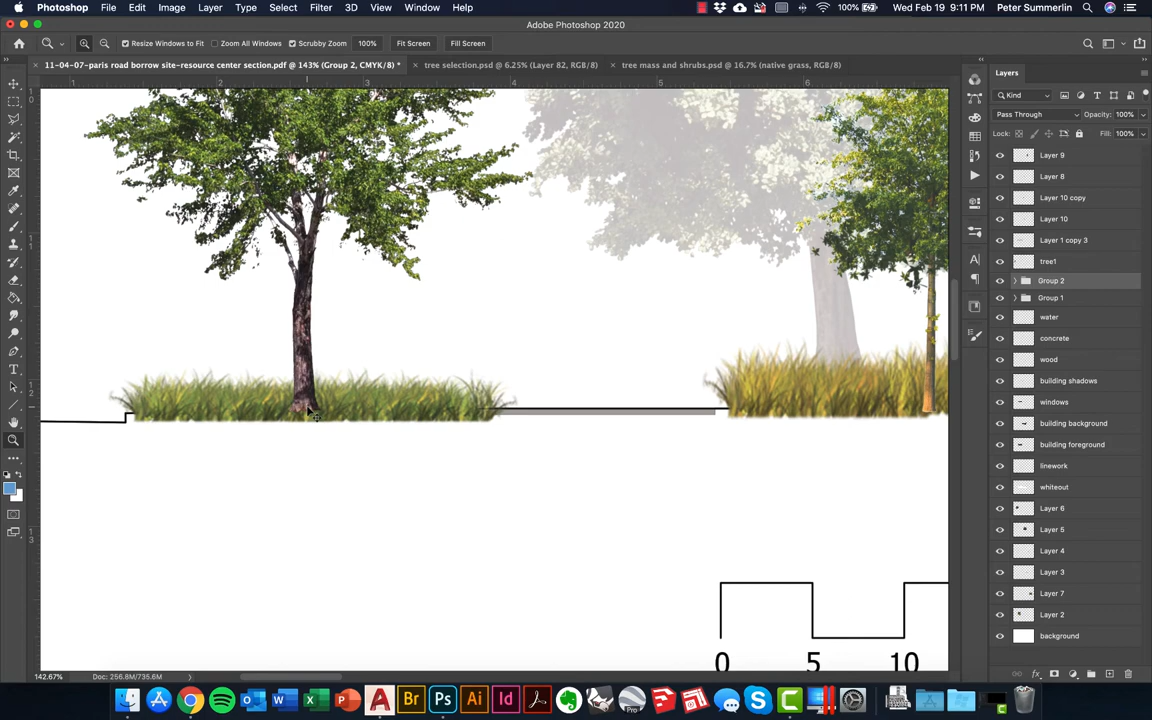 Photoshop File Edit Image Layer Type Select Filter 3D View Window Help 100% Wed Feb 19 9:11 PM Peter Summerlin
Adobe Photoshop 2020
Resize Windows to Fit Zoom All Windows Scrubby Zoom 100% Fit Screen Fill Screen
11-04-07-paris road borrow site-resource center section.pdf @ 143% (Group 2, CMYK/8) * tree selection.psd @ 6.25% (Layer 82, RGB/8) tree mass and shrubs.psd @ 16.7% (native grass, RGB/8)
1 2 3 4 5 6
Layers
Kind
Pass Through Opacity: 100%
Lock: Fill: 100%
Layer 9
Layer 8
Layer 10 copy
Layer 10
Layer 1 copy 3
tree1
Group 2
Group 1
water
concrete
wood
building shadows
windows
building background
building foreground
linework
whiteout
Layer 6
Layer 5
Layer 4
Layer 3
Layer 7
Layer 2
background
0 5 10
142.67% Doc: 256.8M/735.6M